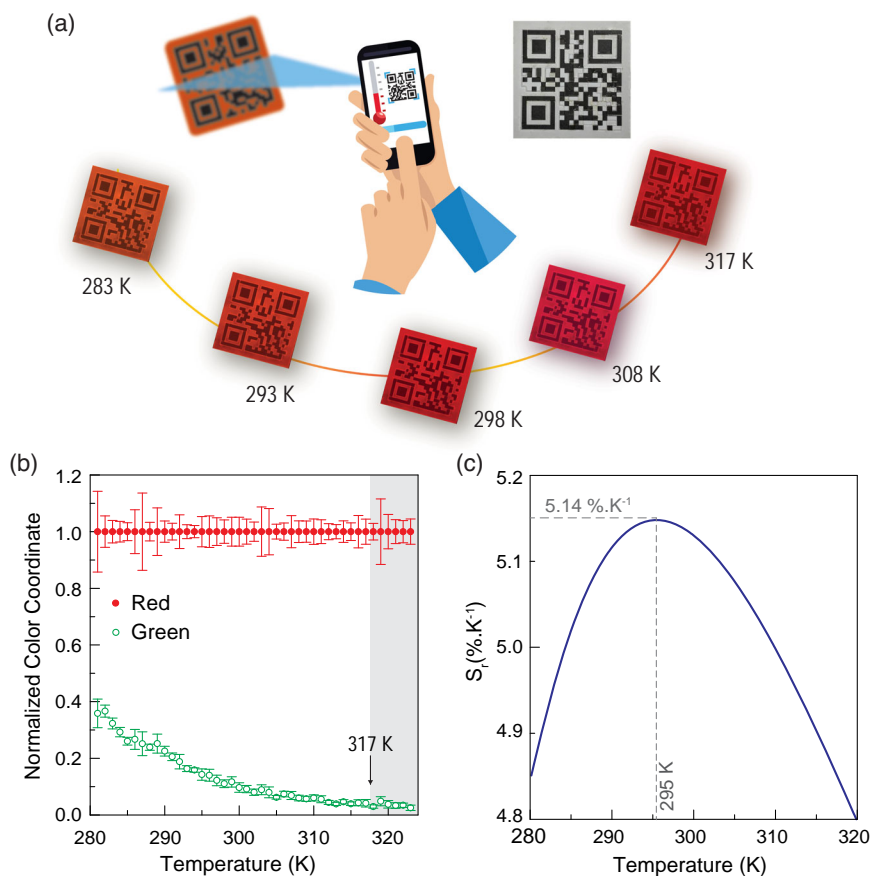 (a)
283 K
293 K
298 K
308 K
317 K
(b)
Normalized Color Coordinate
1.2
1.0
0.8
0.6
0.4
0.2
0.0
Red
Green
317 K
280 290 300 310 320
Temperature (K)
(c)
Sr(%.K-1)
5.2
5.1
5.0
4.9
4.8
5.14 %.K-1
295 K
280 290 300 310 320
Temperature (K)